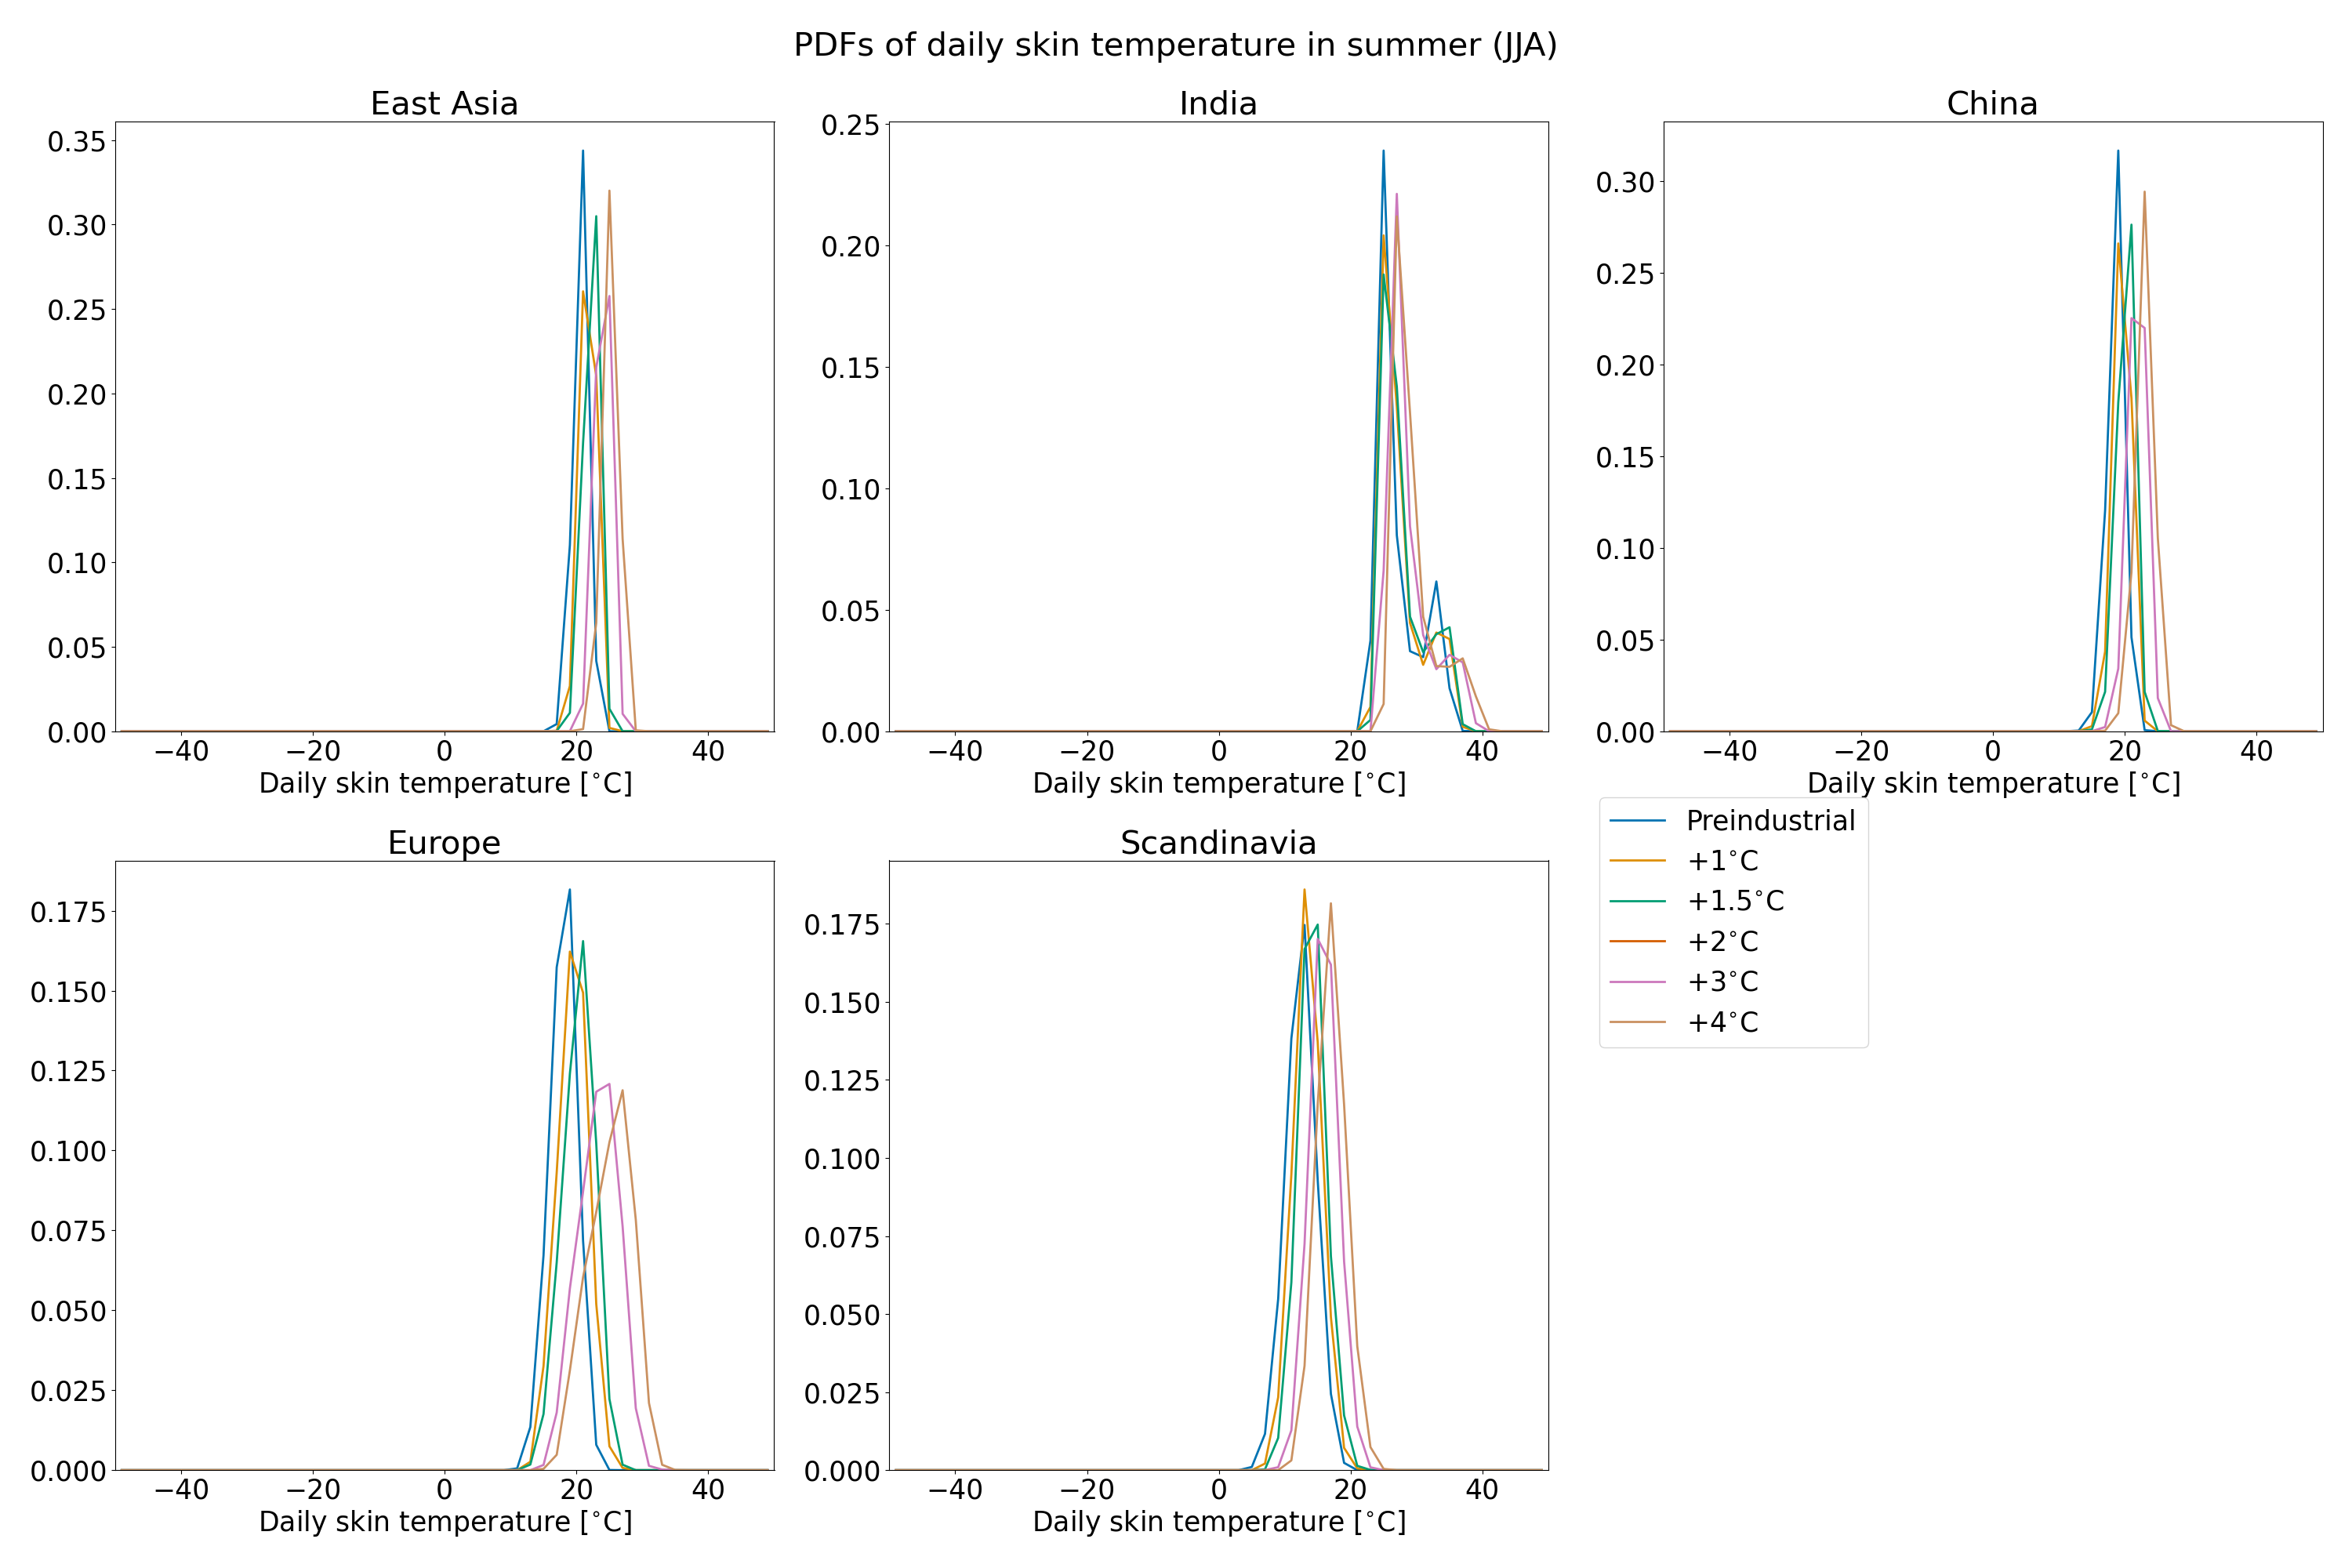 PDFs of daily skin temperature in summer (JJA)
East Asia
0.35
0.30
0.25
0.20
0.15
0.10
0.05
0.00
−40 −20 0 20 40
Daily skin temperature [°C]
India
0.25
0.20
0.15
0.10
0.05
0.00
−40 −20 0 20 40
Daily skin temperature [°C]
China
0.30
0.25
0.20
0.15
0.10
0.05
0.00
−40 −20 0 20 40
Daily skin temperature [°C]
Europe
0.175
0.150
0.125
0.100
0.075
0.050
0.025
0.000
−40 −20 0 20 40
Daily skin temperature [°C]
Scandinavia
0.175
0.150
0.125
0.100
0.075
0.050
0.025
0.000
−40 −20 0 20 40
Daily skin temperature [°C]
Preindustrial
+1°C
+1.5°C
+2°C
+3°C
+4°C